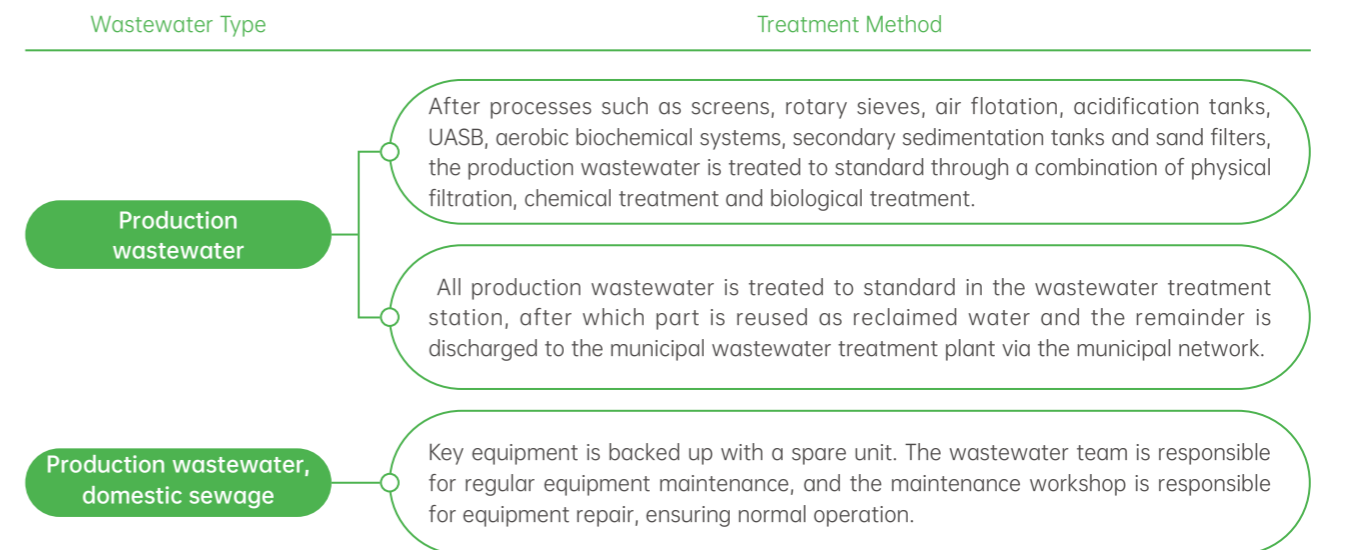 Wastewater Type
Treatment Method
Production
wastewater
After processes such as screens, rotary sieves, air flotation, acidification tanks,
UASB, aerobic biochemical systems, secondary sedimentation tanks and sand filters,
the production wastewater is treated to standard through a combination of physical
filtration, chemical treatment and biological treatment.
All production wastewater is treated to standard in the wastewater treatment
station, after which part is reused as reclaimed water and the remainder is
discharged to the municipal wastewater treatment plant via the municipal network.
Production wastewater,
domestic sewage
Key equipment is backed up with a spare unit. The wastewater team is responsible
for regular equipment maintenance, and the maintenance workshop is responsible
for equipment repair, ensuring normal operation.